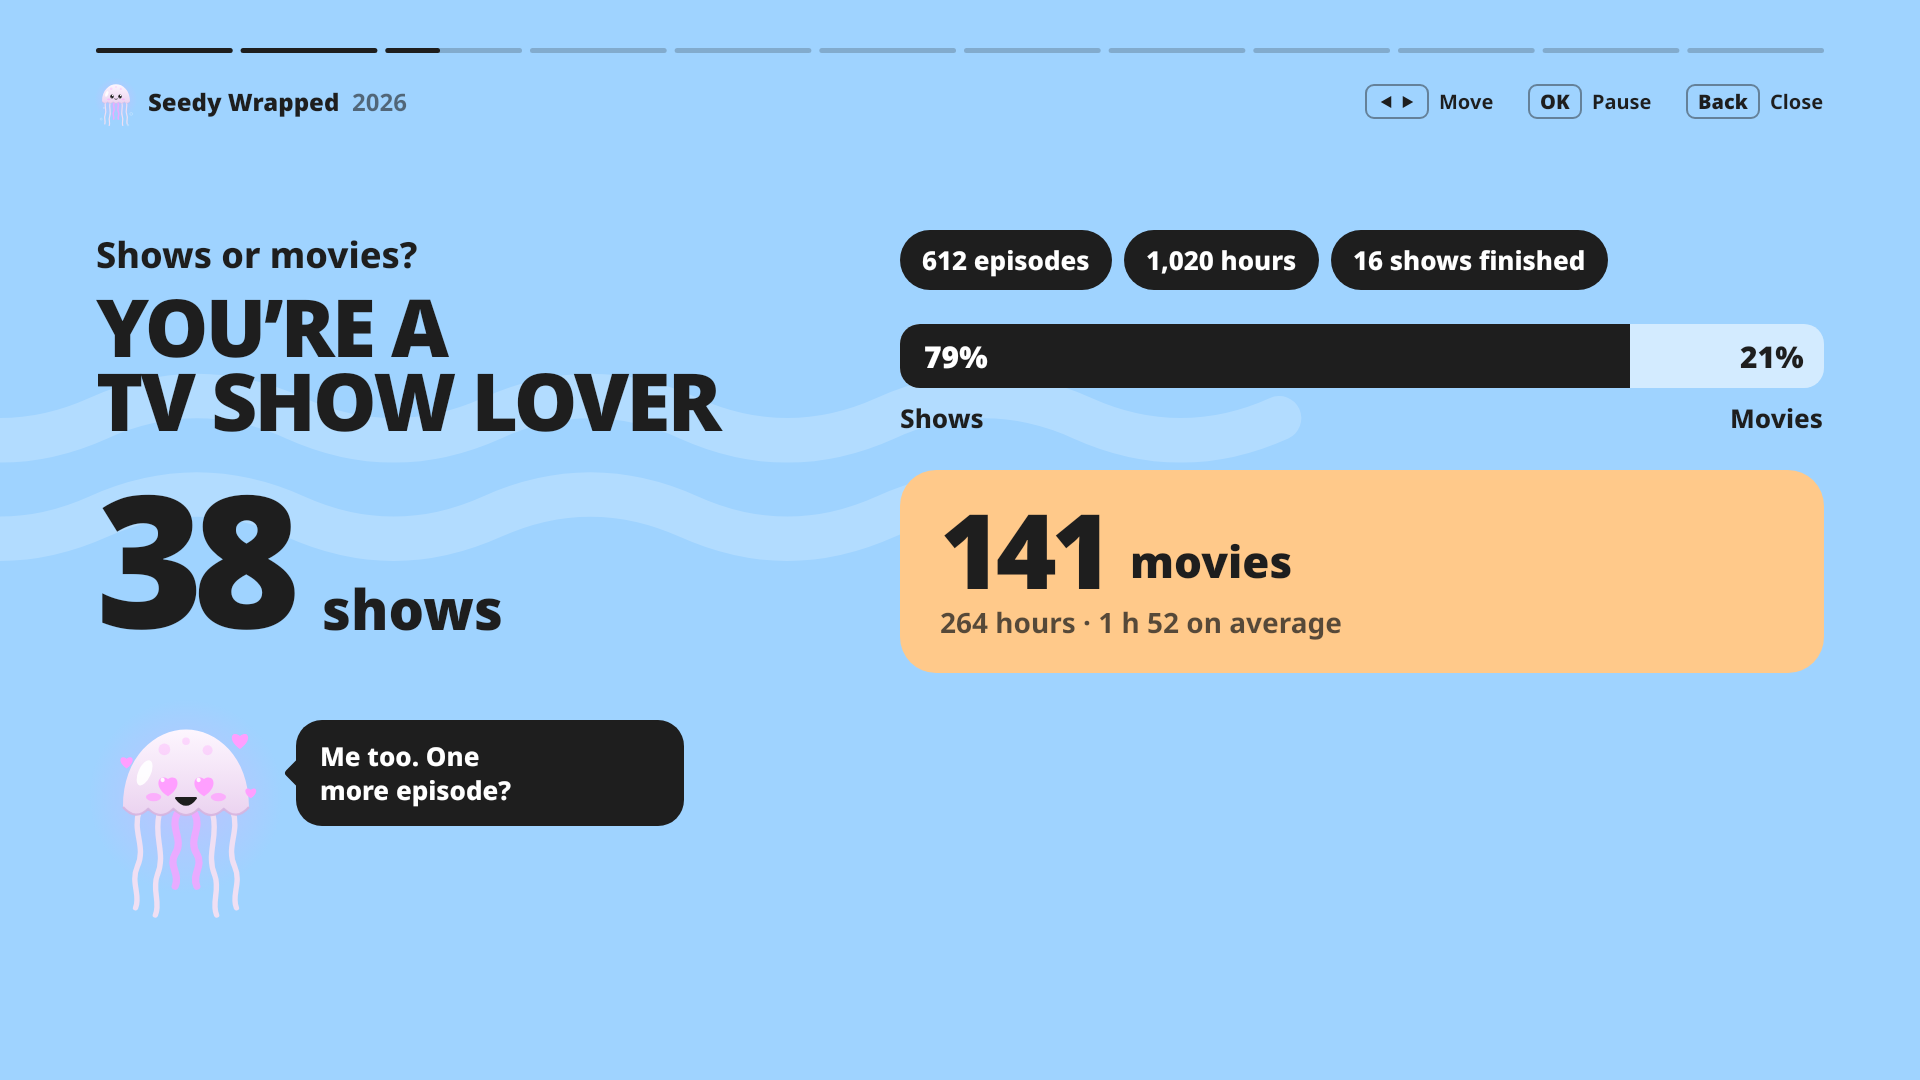 Seedy Wrapped 2026
◀ ▶ Move OK Pause Back Close
Shows or movies?
YOU’RE A
TV SHOW LOVER
38 shows
Me too. One
more episode?
612 episodes 1,020 hours 16 shows finished
79% 21%
Shows Movies
141 movies
264 hours · 1 h 52 on average